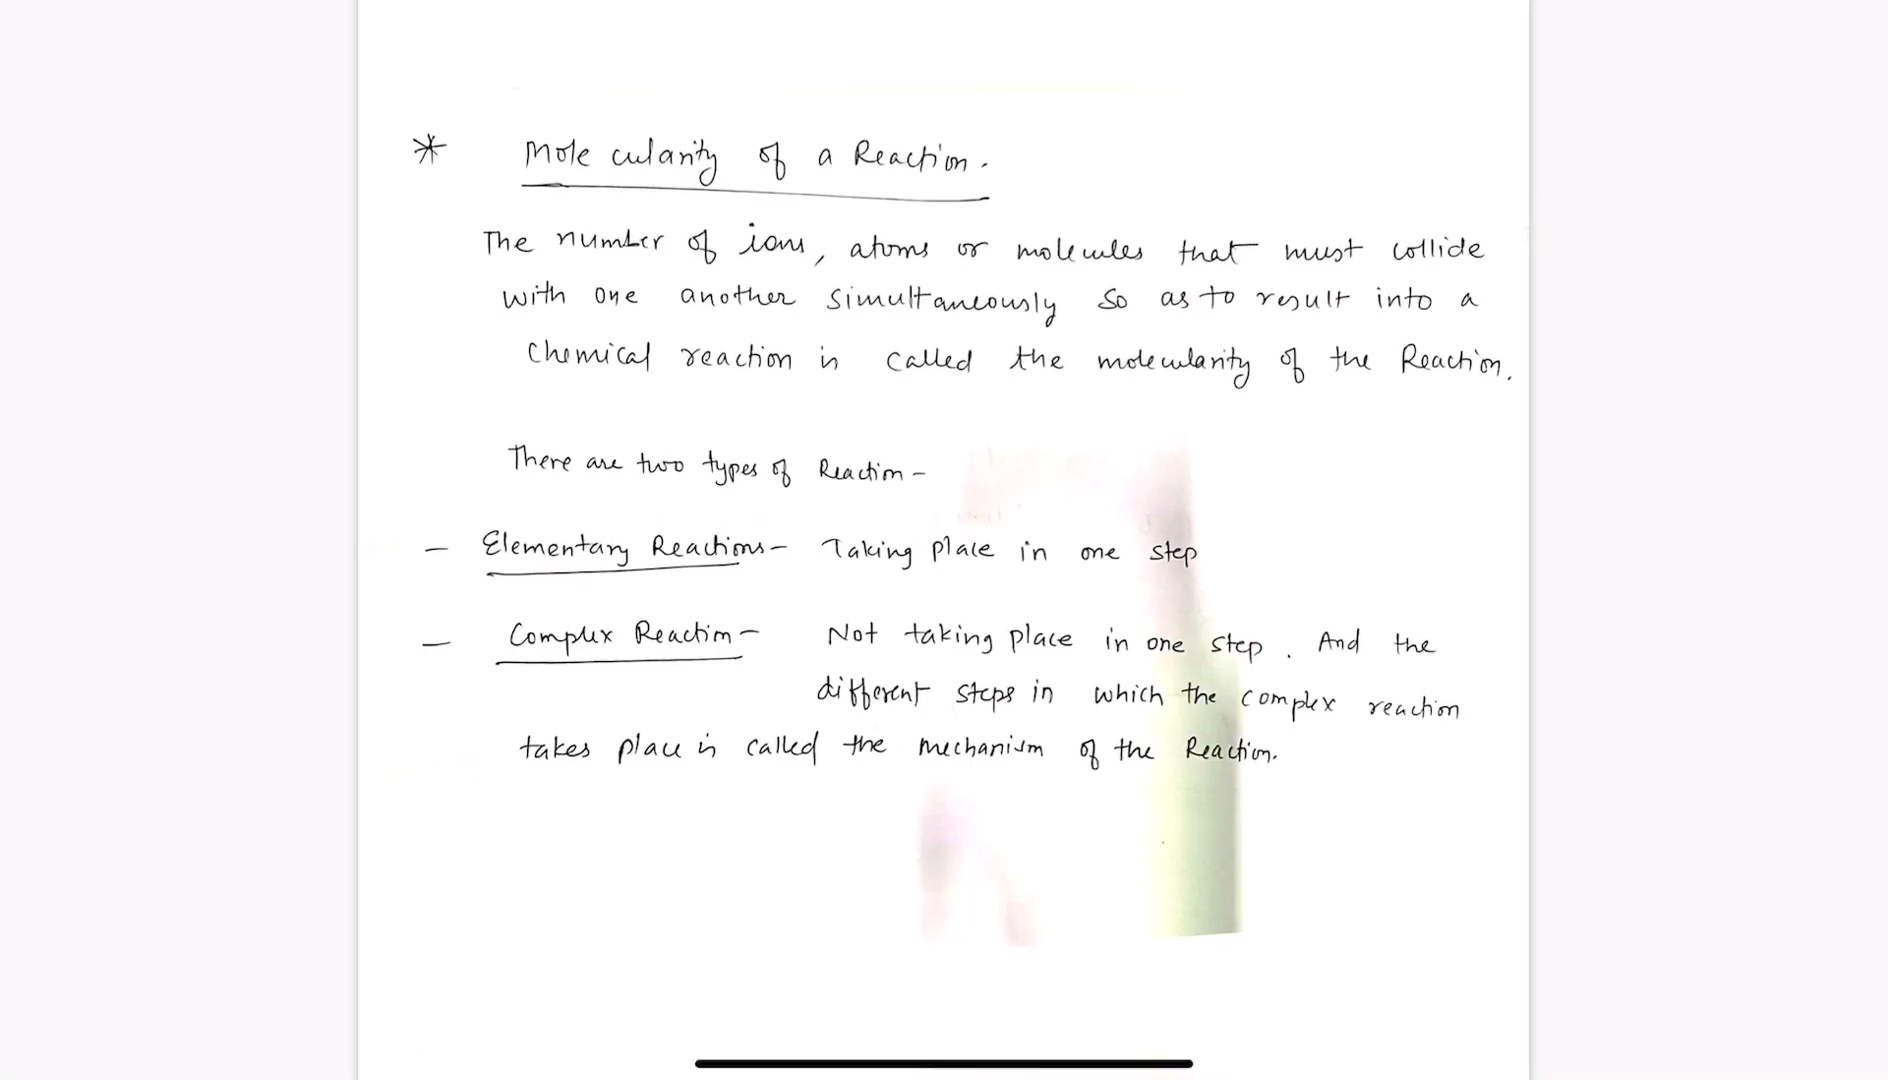 * Molecularity of a Reaction.
The number of ions, atoms or molecules that must collide
with one another simultaneously so as to result into a
Chemical reaction is called the molecularity of the Reaction.
There are two types of Reaction -
- Elementary Reactions - Taking place in one step
- Complex Reaction - Not taking place in one step. And the
different steps in which the complex reaction
takes place is called the mechanism of the Reaction.